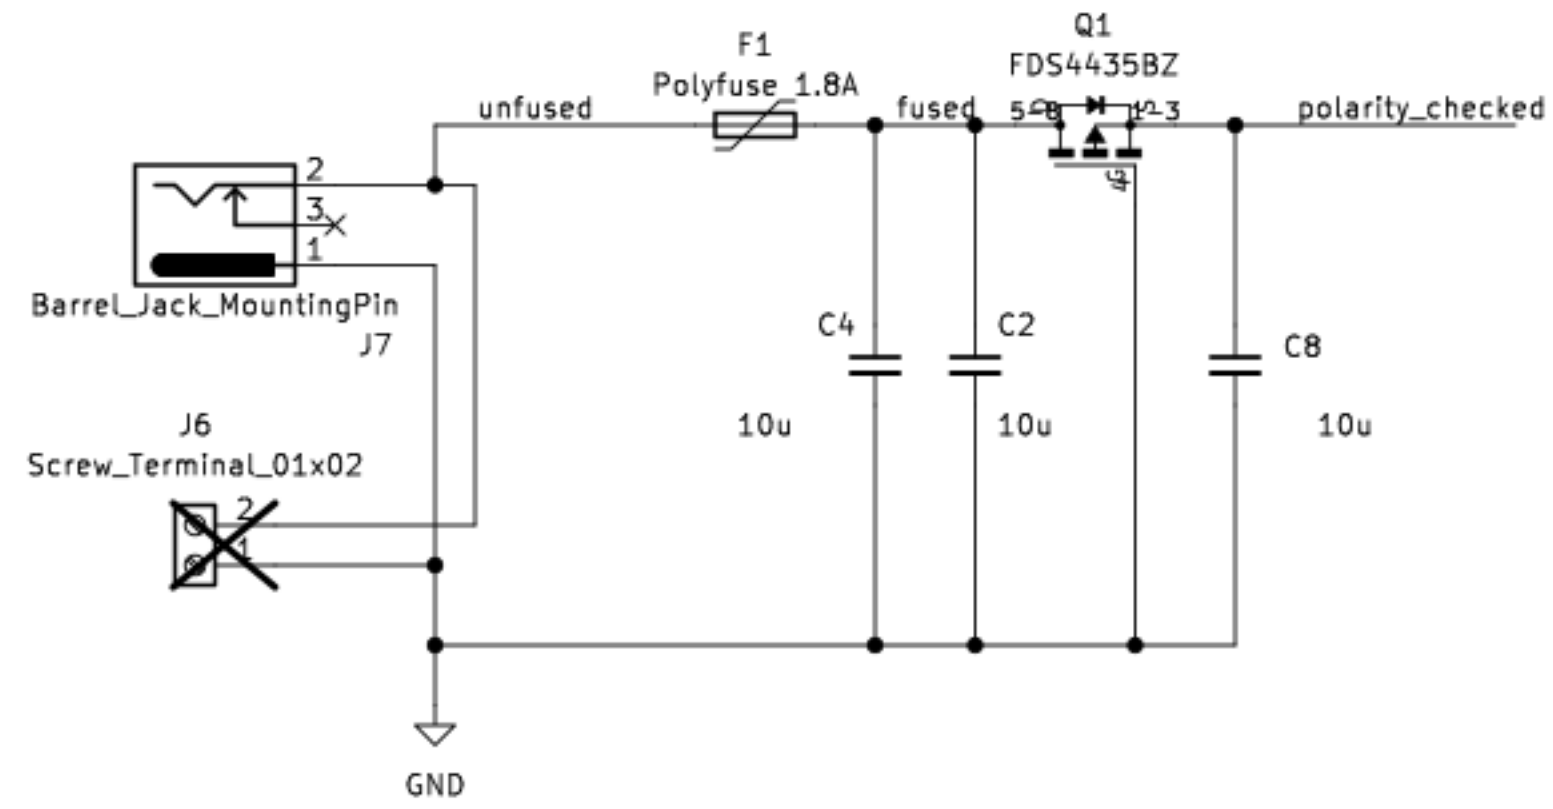 Q1
F1
FDS4435BZ
Polyfuse_1.8A
unfused
fused
5-8
D
S
1-3
polarity_checked
2
3
1
G
4
Barrel_Jack_MountingPin
J7
C4
C2
C8
J6
10u
10u
10u
Screw_Terminal_01x02
2
1
GND